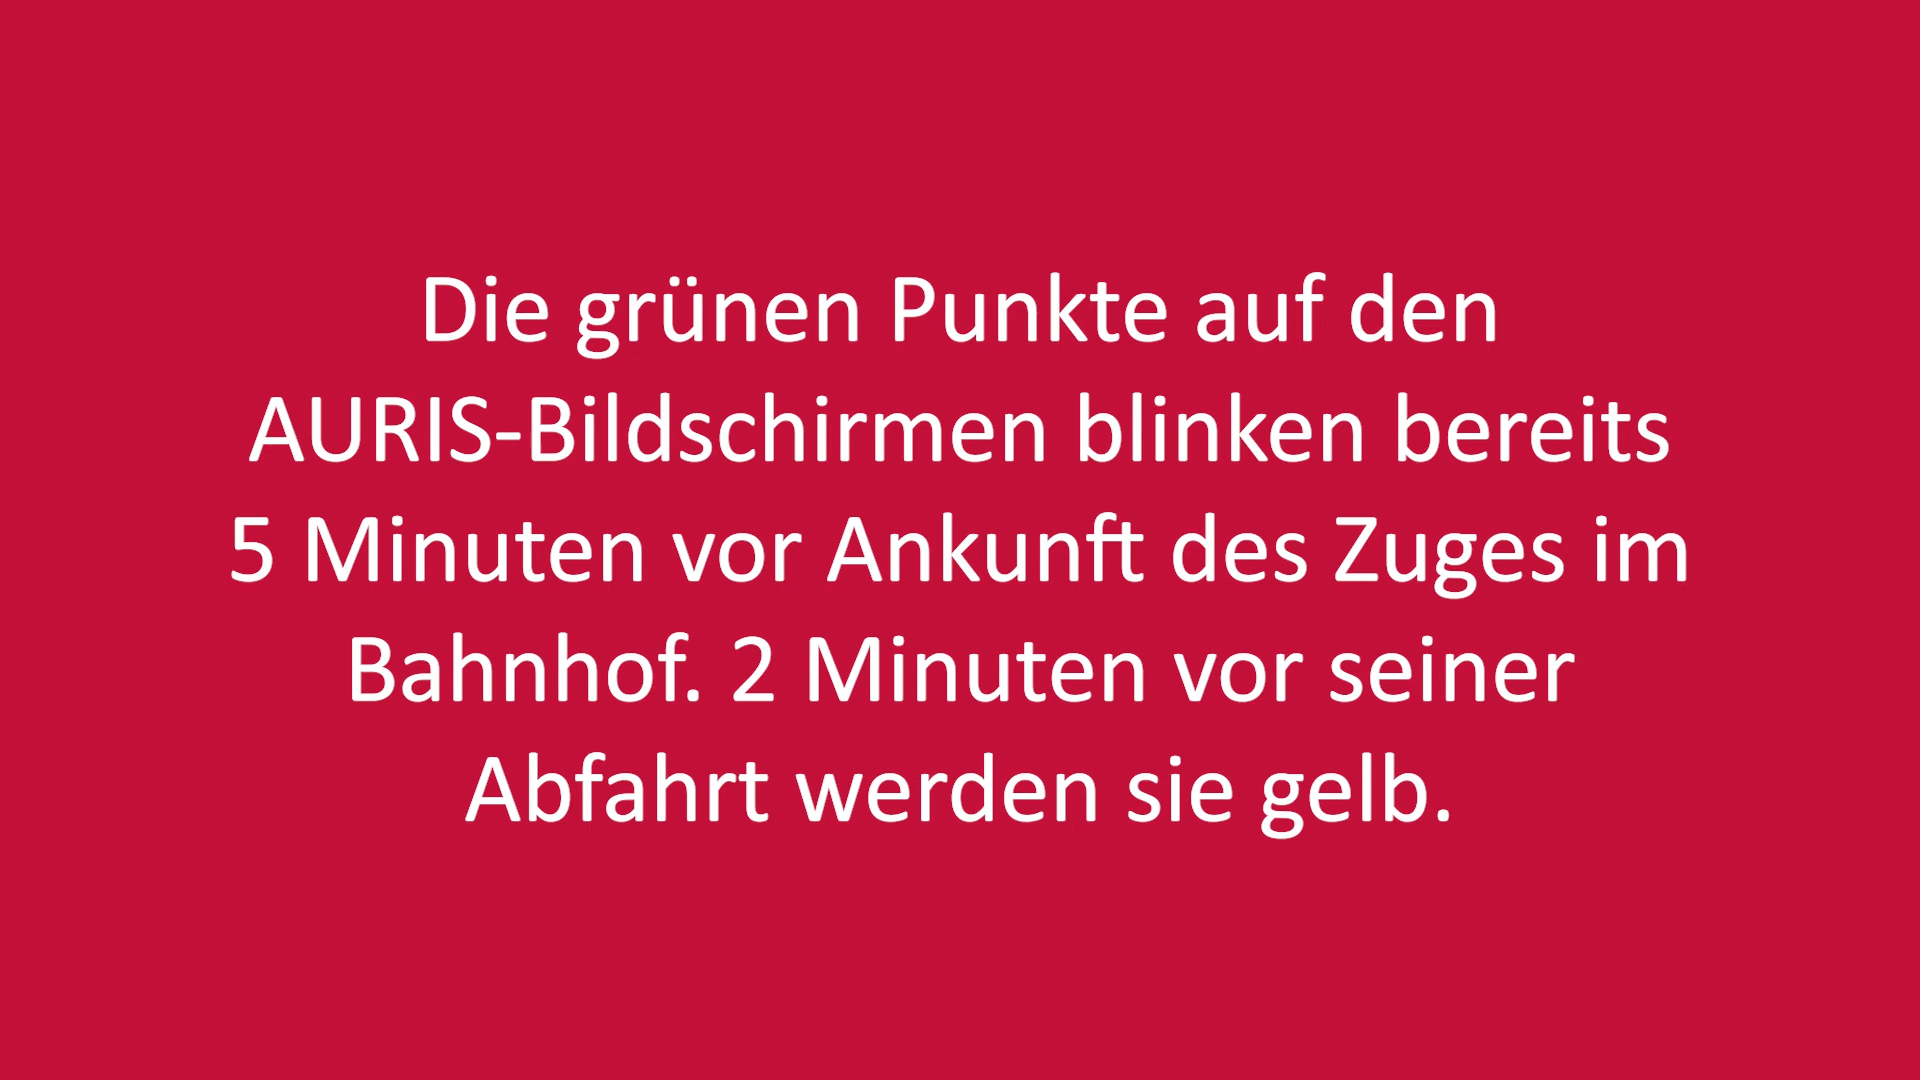 Die grünen Punkte auf den
AURIS-Bildschirmen blinken bereits
5 Minuten vor Ankunft des Zuges im
Bahnhof. 2 Minuten vor seiner
Abfahrt werden sie gelb.